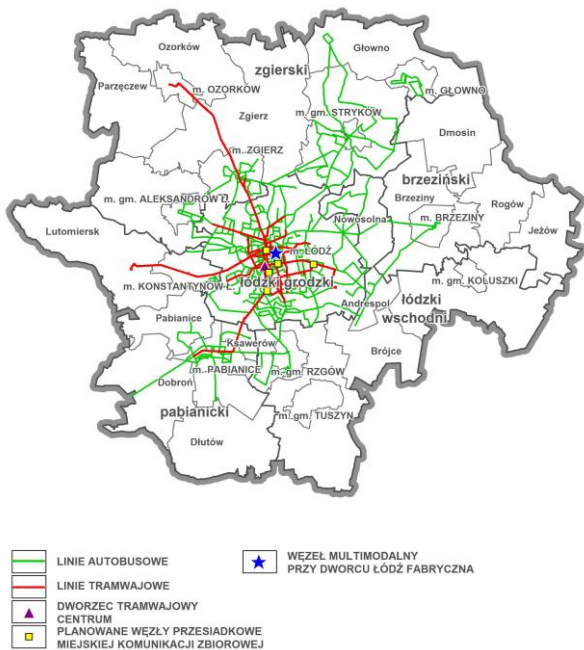 Ozorków
zgierski
Głowno
Parzęczew
m. OZORKÓW
m. GŁOWNO
Zgierz
m. gm. STRYKÓW
Dmosin
m. ZGIERZ
brzeziński
m. gm. ALEKSANDRÓW Ł.
Brzeziny
Rogów
Nowosolna
m. BRZEZINY
Jeżów
Lutomiersk
m. ŁÓDŹ
m. gm. KOLUSZKI
łódzki grodzki
m. KONSTANTYNÓW Ł.
Andrespol
łódzki
wschodni
Pabianice
Ksawerów
Brójce
m. PABIANICE
m. gm. RZGÓW
Dobroń
pabianicki
m. gm. TUSZYN
Dłutów
LINIE AUTOBUSOWE
LINIE TRAMWAJOWE
DWORZEC TRAMWAJOWY
CENTRUM
PLANOWANE WĘZŁY PRZESIADKOWE
MIEJSKIEJ KOMUNIKACJI ZBIOROWEJ
WĘZEŁ MULTIMODALNY
PRZY DWORCU ŁÓDŹ FABRYCZNA